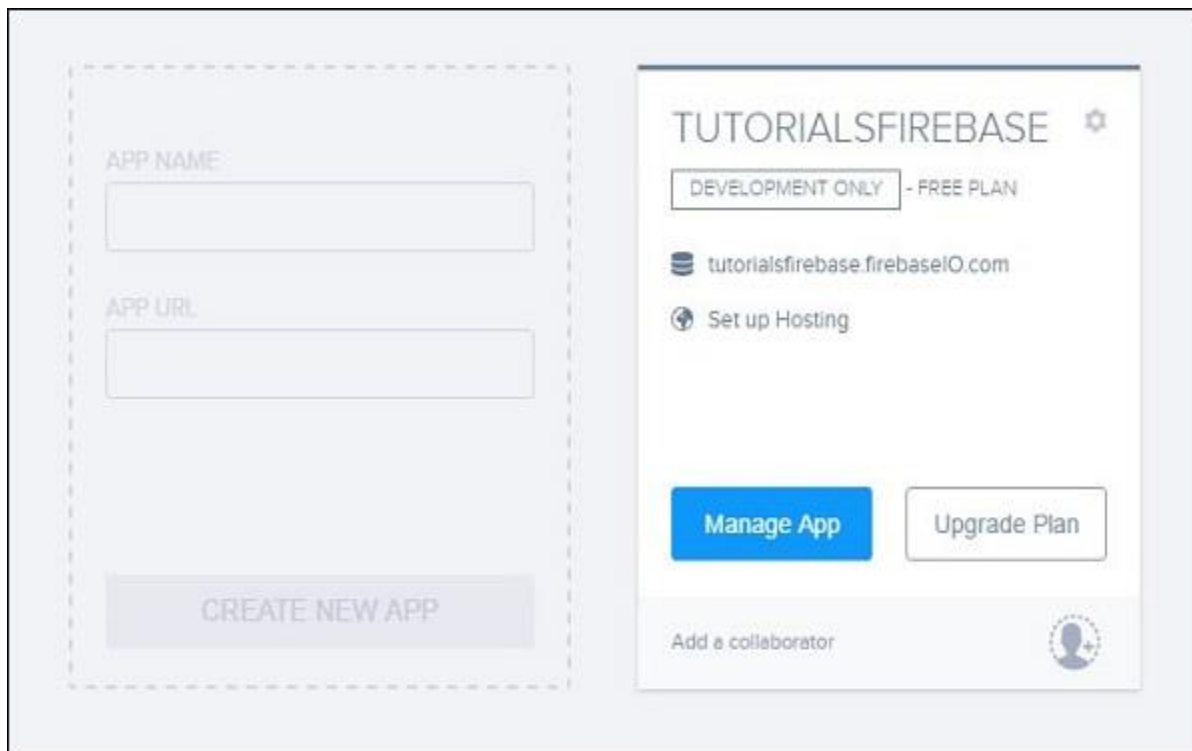 APP NAME
APP URL
CREATE NEW APP
TUTORIALSFIREBASE
DEVELOPMENT ONLY - FREE PLAN
tutorialsfirebase.firebaseIO.com
Set up Hosting
Manage App Upgrade Plan
Add a collaborator